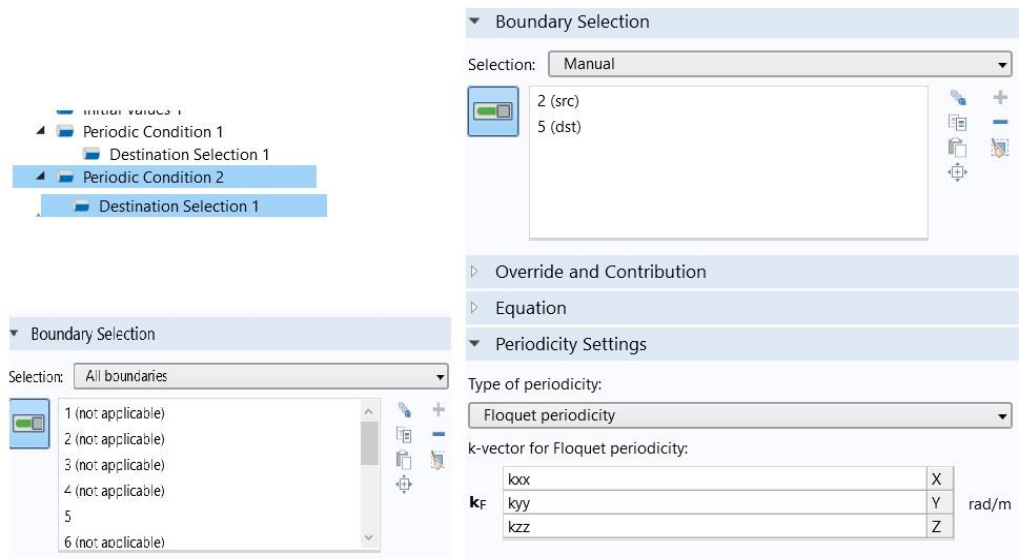 Initial Values 1
Periodic Condition 1
Destination Selection 1
Periodic Condition 2
Destination Selection 1
Boundary Selection
Selection: All boundaries
1 (not applicable)
2 (not applicable)
3 (not applicable)
4 (not applicable)
5
6 (not applicable)
Boundary Selection
Selection: Manual
2 (src)
5 (dst)
Override and Contribution
Equation
Periodicity Settings
Type of periodicity:
Floquet periodicity
k-vector for Floquet periodicity:
kxx X
kF kyy Y rad/m
kzz Z